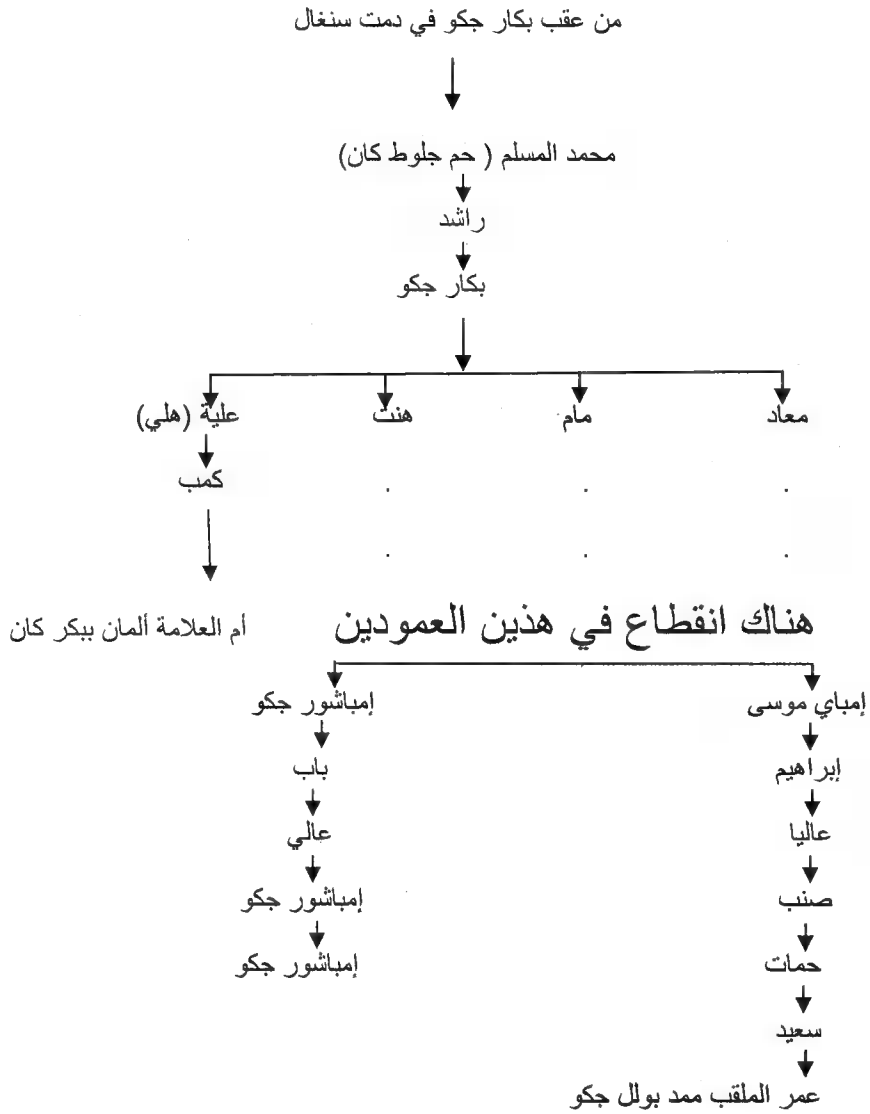 من عقب بكار جكو في دمت سنغال
محمد المسلم ( حم جلوط كان)
راشد
بكار جكو
معاد مام هنت علية (هلي)
كمب
. . .
. . .
هناك انقطاع في هذين العمودين أم العلامة ألمان ببكر كان
إمباي موسى إمباشور جكو
إبراهيم باب
عاليا عالي
صنب إمباشور جكو
حمات إمباشور جكو
سعيد
عمر الملقب ممد بولل جكو